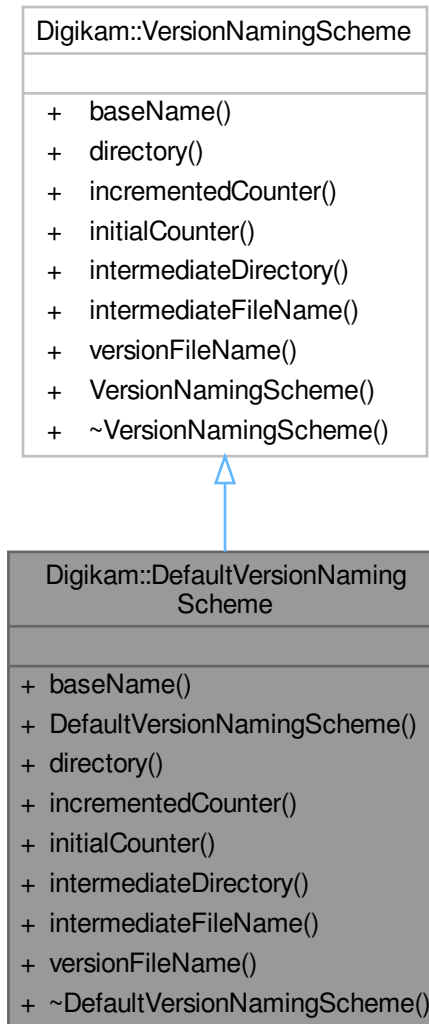 Digikam::VersionNamingScheme
+ baseName()
+ directory()
+ incrementedCounter()
+ initialCounter()
+ intermediateDirectory()
+ intermediateFileName()
+ versionFileName()
+ VersionNamingScheme()
+ ~VersionNamingScheme()
Digikam::DefaultVersionNaming
Scheme
+ baseName()
+ DefaultVersionNamingScheme()
+ directory()
+ incrementedCounter()
+ initialCounter()
+ intermediateDirectory()
+ intermediateFileName()
+ versionFileName()
+ ~DefaultVersionNamingScheme()